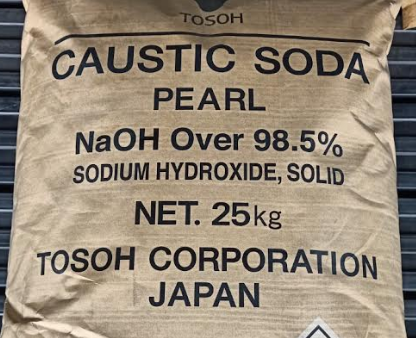 TOSOH
CAUSTIC SODA
PEARL
NaOH Over 98.5%
SODIUM HYDROXIDE, SOLID
NET. 25kg
TOSOH CORPORATION
JAPAN